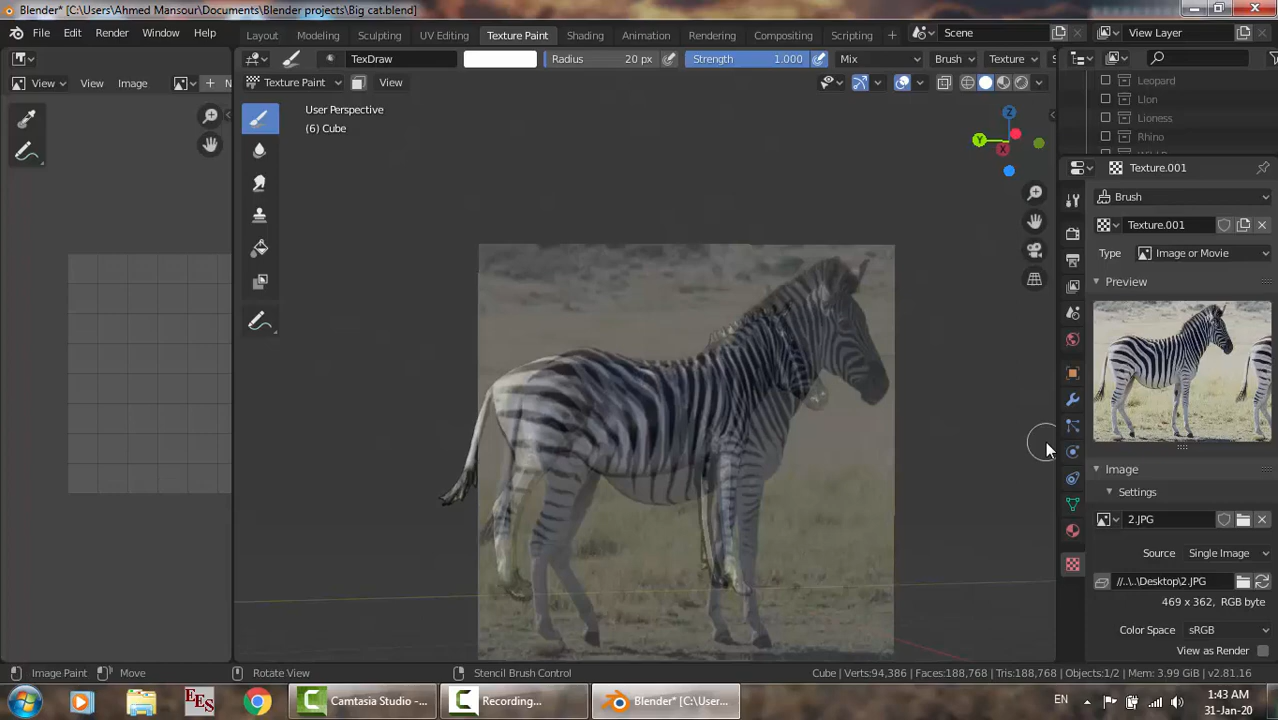 Blender* [C:\Users\Ahmed Mansour\Documents\Blender projects\Big cat.blend]
File Edit Render Window Help Layout Modeling Sculpting UV Editing Texture Paint Shading Animation Rendering Compositing Scripting Scene View Layer
TexDraw Radius 20 px Strength 1.000 Mix Brush Texture
View View Image Texture Paint View
User Perspective
(6) Cube
Z
Y
X
Leopard
LIon
Lioness
Rhino
Texture.001
Brush
Texture.001
Type Image or Movie
Preview
Image
Settings
2.JPG
Source Single Image
//..\..\Desktop\2.JPG
469 x 362, RGB byte
Color Space sRGB
View as Render
Image Paint Move Rotate View Stencil Brush Control Cube | Verts:94,386 | Faces:188,768 | Tris:188,768 | Objects:1/2 | Mem: 3.99 GiB | v2.81.16
EES Camtasia Studio -... Recording... Blender* [C:\Users... EN 1:43 AM
31-Jan-20